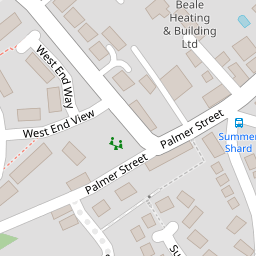 Beale
Heating
& Building
Ltd
West End Way
West End View
Palmer Street
Summer
Shard
Palmer Street